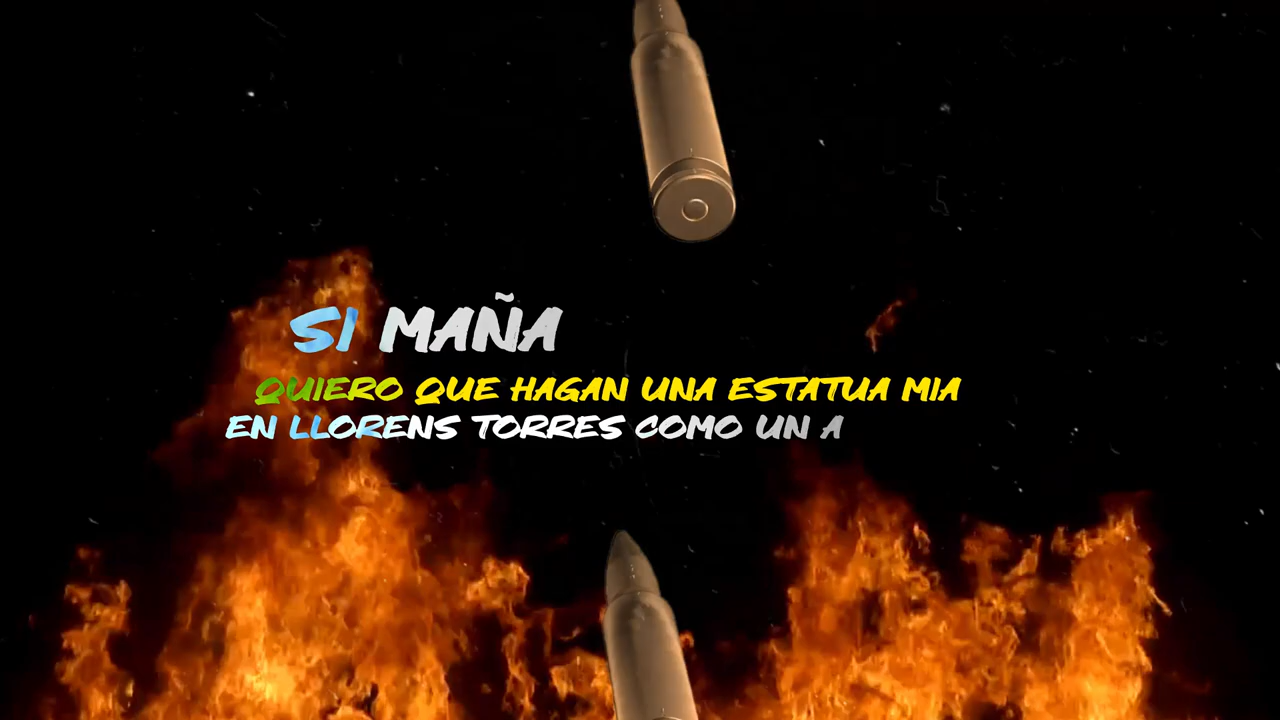 SI MAÑA
QUIERO QUE HAGAN UNA ESTATUA MIA
EN LLORENS TORRES COMO UN A